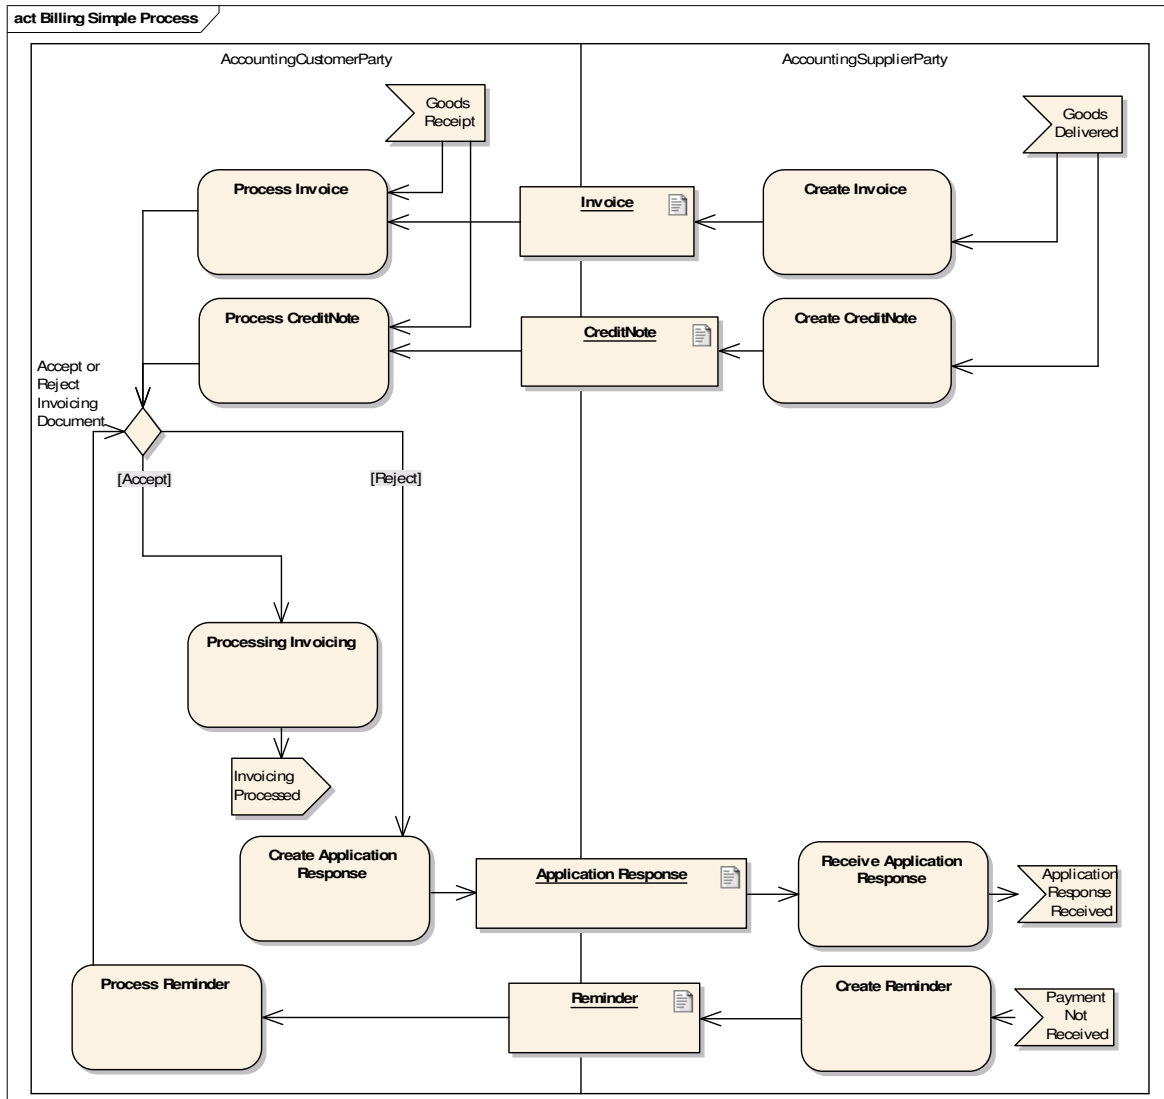 act Billing Simple Process
AccountingCustomerParty
AccountingSupplierParty
Goods
Receipt
Goods
Delivered
Process Invoice
Invoice
Create Invoice
Process CreditNote
CreditNote
Create CreditNote
Accept or
Reject
Invoicing
Document
[Accept]
[Reject]
Processing Invoicing
Invoicing
Processed
Create Application
Response
Application Response
Receive Application
Response
Application
Response
Received
Process Reminder
Reminder
Create Reminder
Payment
Not
Received